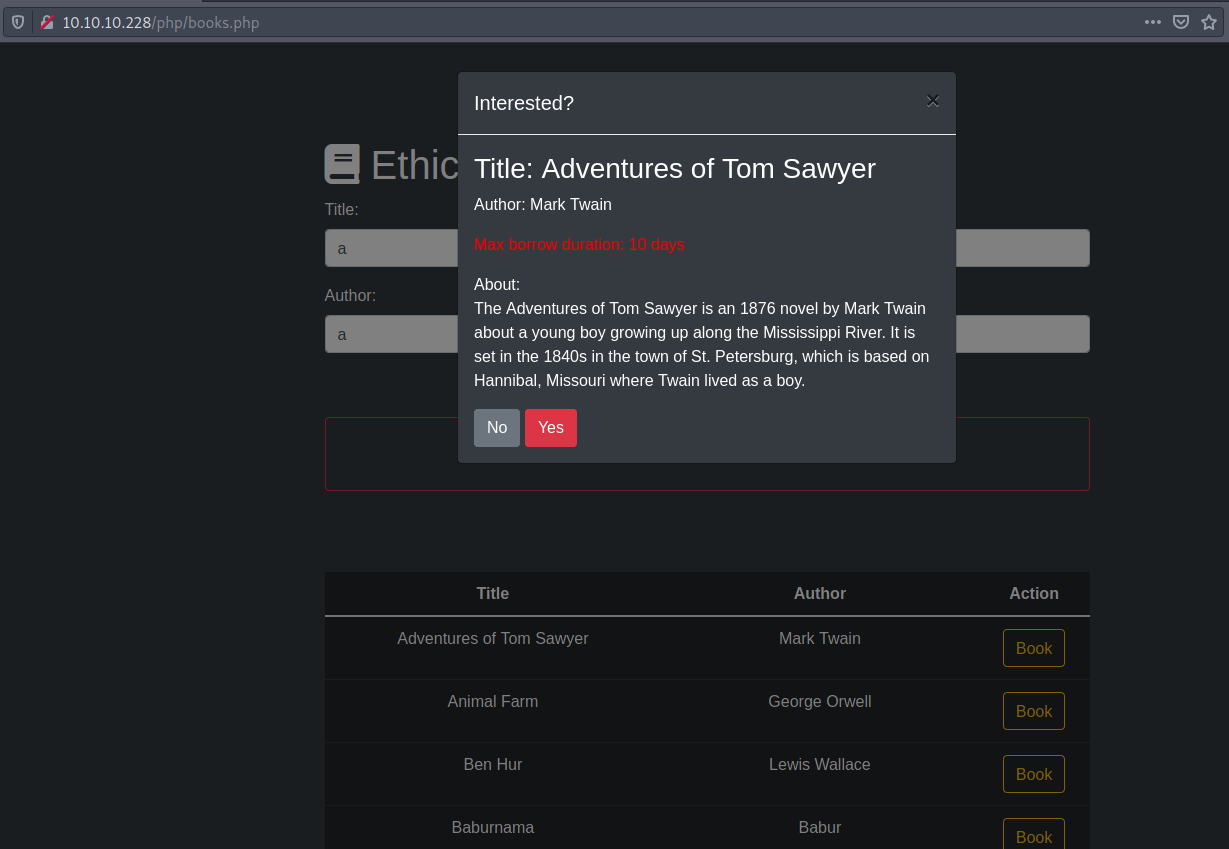 10.10.10.228/php/books.php
Interested?
Title: Adventures of Tom Sawyer
Author: Mark Twain
Max borrow duration: 10 days
About:
The Adventures of Tom Sawyer is an 1876 novel by Mark Twain
about a young boy growing up along the Mississippi River. It is
set in the 1840s in the town of St. Petersburg, which is based on
Hannibal, Missouri where Twain lived as a boy.
No Yes
Ethic
Title:
a
Author:
a
Title Author Action
Adventures of Tom Sawyer Mark Twain Book
Animal Farm George Orwell Book
Ben Hur Lewis Wallace Book
Baburnama Babur Book